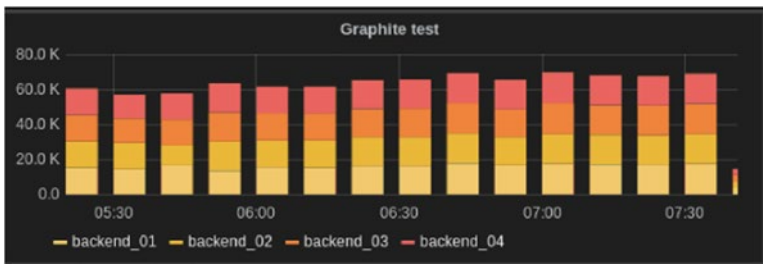 Graphite test
80.0 K
60.0 K
40.0 K
20.0 K
0.0
05:30 06:00 06:30 07:00 07:30
backend_01 backend_02 backend_03 backend_04